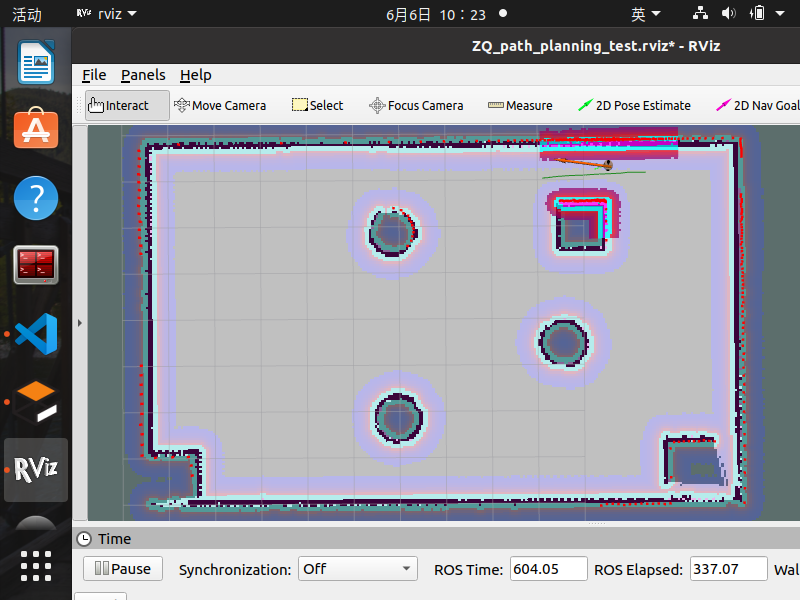 活动 RViz rviz 6月6日 10：23 英
ZQ_path_planning_test.rviz* - RViz
File Panels Help
Interact Move Camera Select Focus Camera Measure 2D Pose Estimate 2D Nav Goal
RViz
Time
Pause Synchronization: Off ROS Time: 604.05 ROS Elapsed: 337.07 Wal